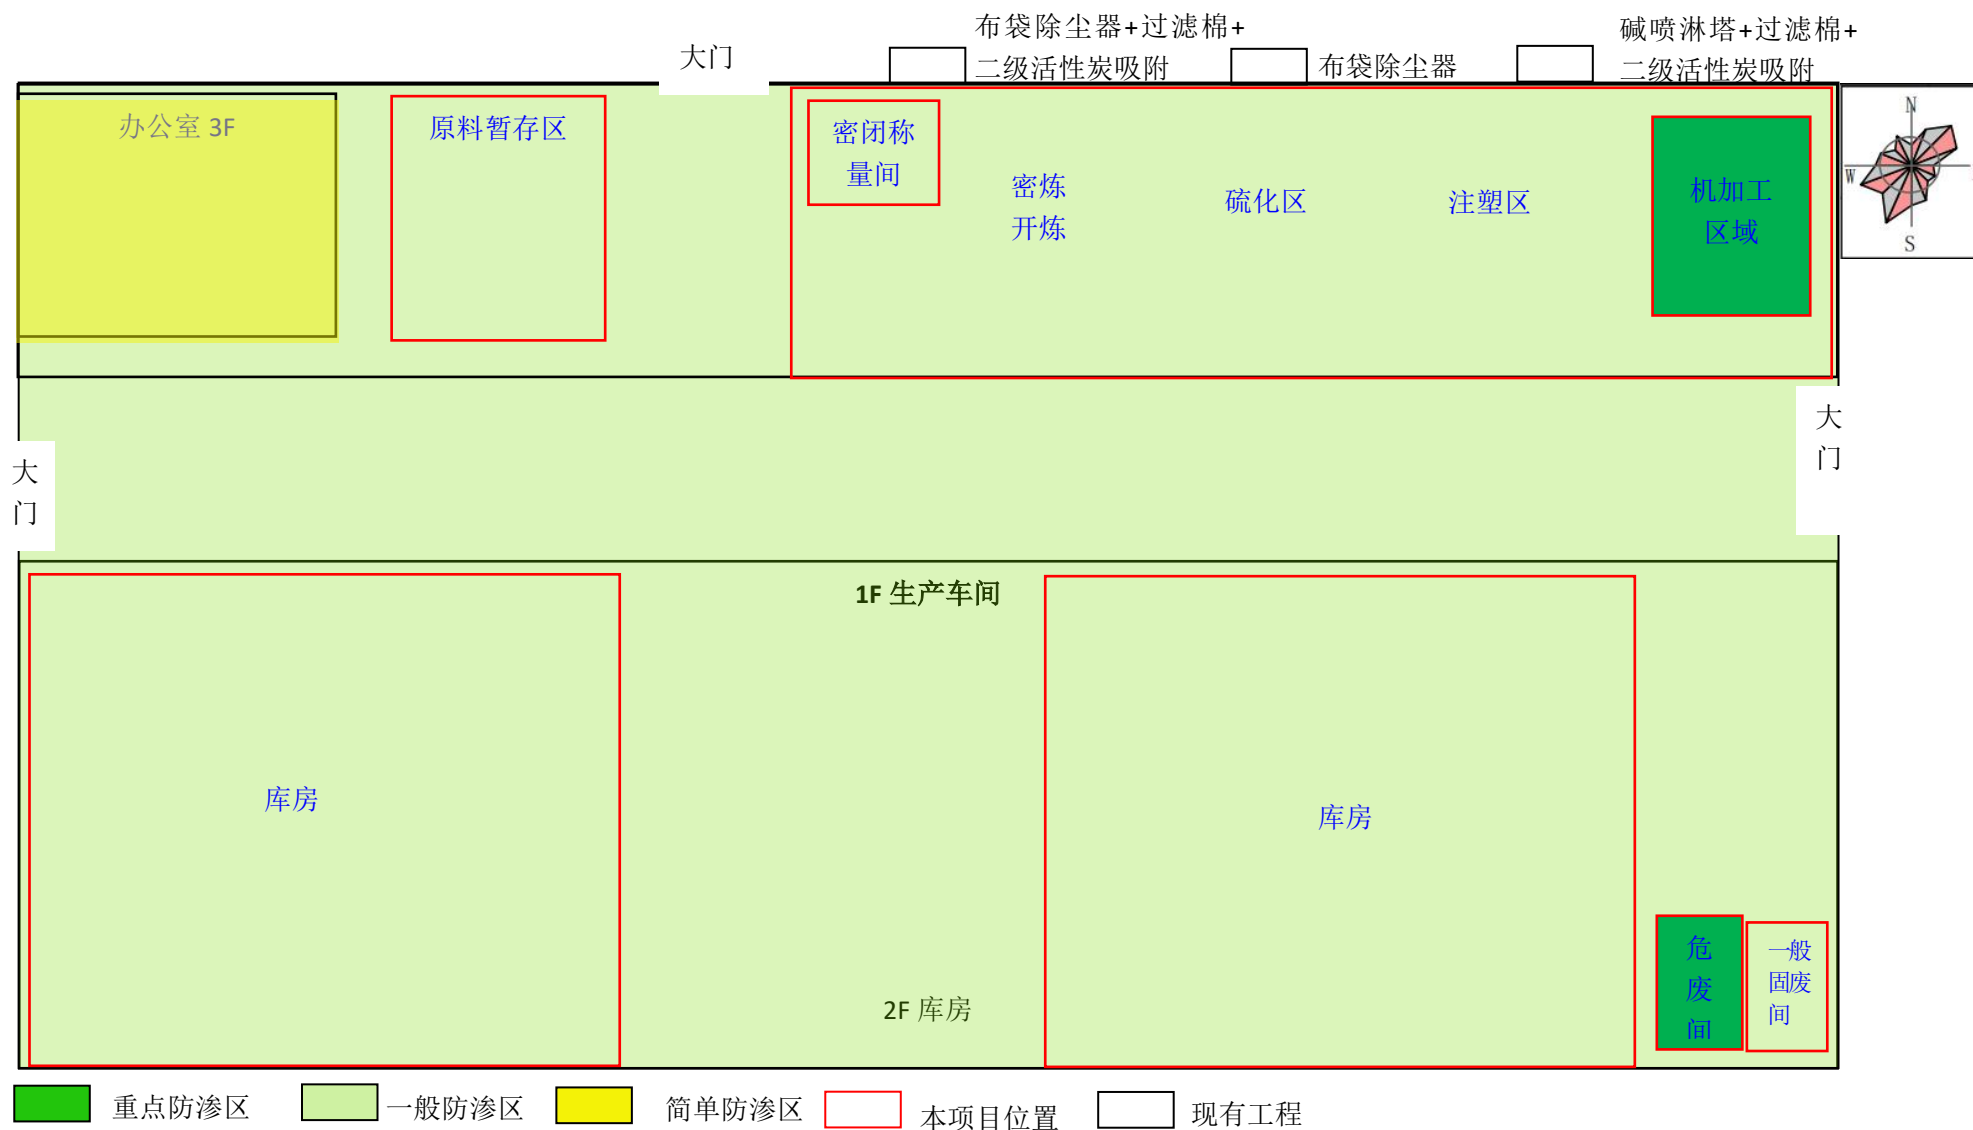 布袋除尘器+过滤棉+
二级活性炭吸附
碱喷淋塔+过滤棉+
二级活性炭吸附
大门
布袋除尘器
办公室 3F
原料暂存区
密闭称
量间
密炼
开炼
硫化区
注塑区
机加工
区域
N
W
S
大
门
大
门
1F 生产车间
库房
库房
2F 库房
危
废
间
一般
固废
间
重点防渗区
一般防渗区
简单防渗区
本项目位置
现有工程